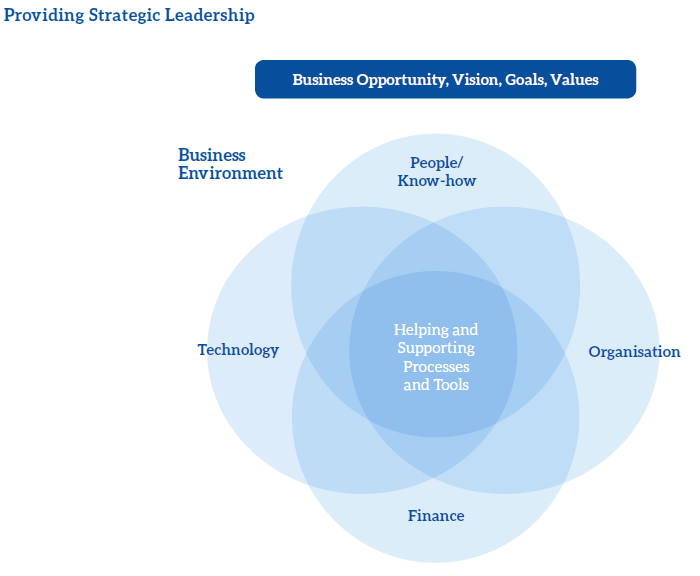 Providing Strategic Leadership
Business Opportunity, Vision, Goals, Values
Business
Environment
People/
Know-how
Technology
Helping and
Supporting
Processes
and Tools
Organisation
Finance